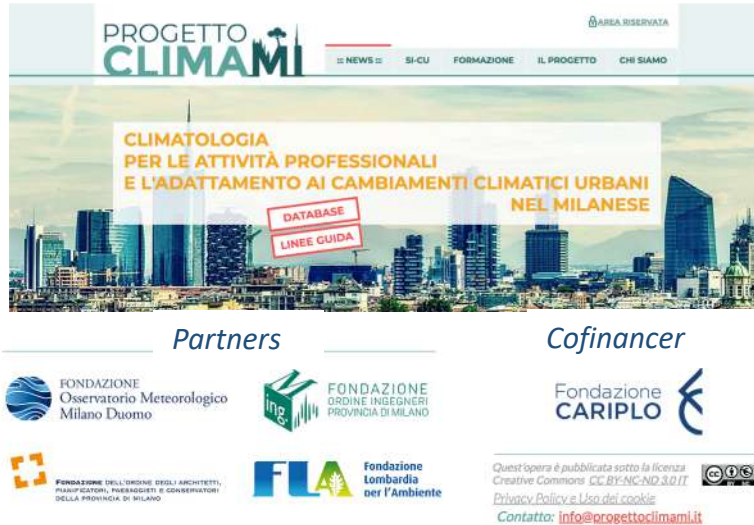 PROGETTO
CLIMAMI
AREA RISERVATA
:: NEWS :: SI-CU FORMAZIONE IL PROGETTO CHI SIAMO
CLIMATOLOGIA
PER LE ATTIVITÀ PROFESSIONALI
E L'ADATTAMENTO AI CAMBIAMENTI CLIMATICI URBANI
NEL MILANESE
DATABASE
LINEE GUIDA
Partners
Cofinancer
FONDAZIONE
Osservatorio Meteorologico
Milano Duomo
ing.
FONDAZIONE
ORDINE INGEGNERI
PROVINCIA DI MILANO
Fondazione
CARIPLO
FONDAZIONE DELL'ORDINE DEGLI ARCHITETTI,
PIANIFICATORI, PAESAGGISTI E CONSERVATORI
DELLA PROVINCIA DI MILANO
FLA
Fondazione
Lombardia
per l'Ambiente
Quest'opera è pubblicata sotto la licenza
Creative Commons CC BY-NC-ND 3.0 IT
cc
BY NC
Privacy Policy e Uso dei cookie
Contatto: info@progettoclimami.it